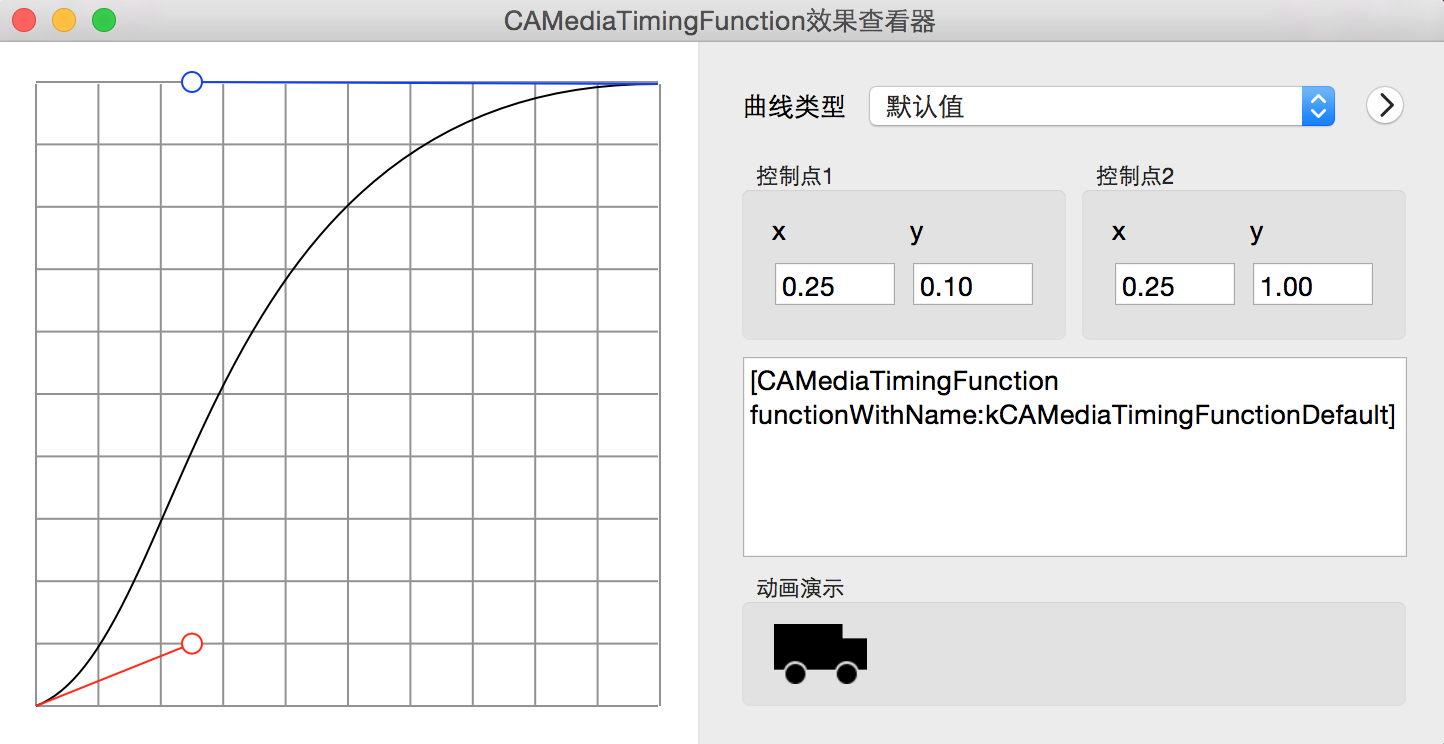 CAMediaTimingFunction效果查看器
曲线类型 默认值
控制点1 控制点2
x y x y
0.25 0.10 0.25 1.00
[CAMediaTimingFunction
functionWithName:kCAMediaTimingFunctionDefault]
动画演示